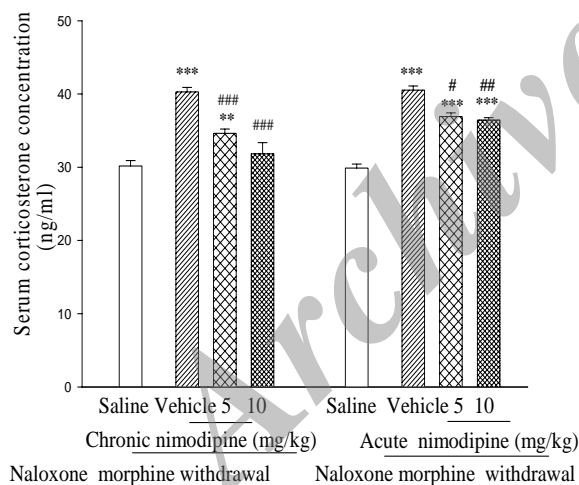 Serum corticosterone concentration
(ng/ml)
50
40
30
20
10
0
***
###
**
###
***
#
***
##
***
Saline Vehicle 5 10
Saline Vehicle 5 10
Chronic nimodipine (mg/kg)
Acute nimodipine (mg/kg)
Naloxone morphine withdrawal
Naloxone morphine withdrawal
Archive